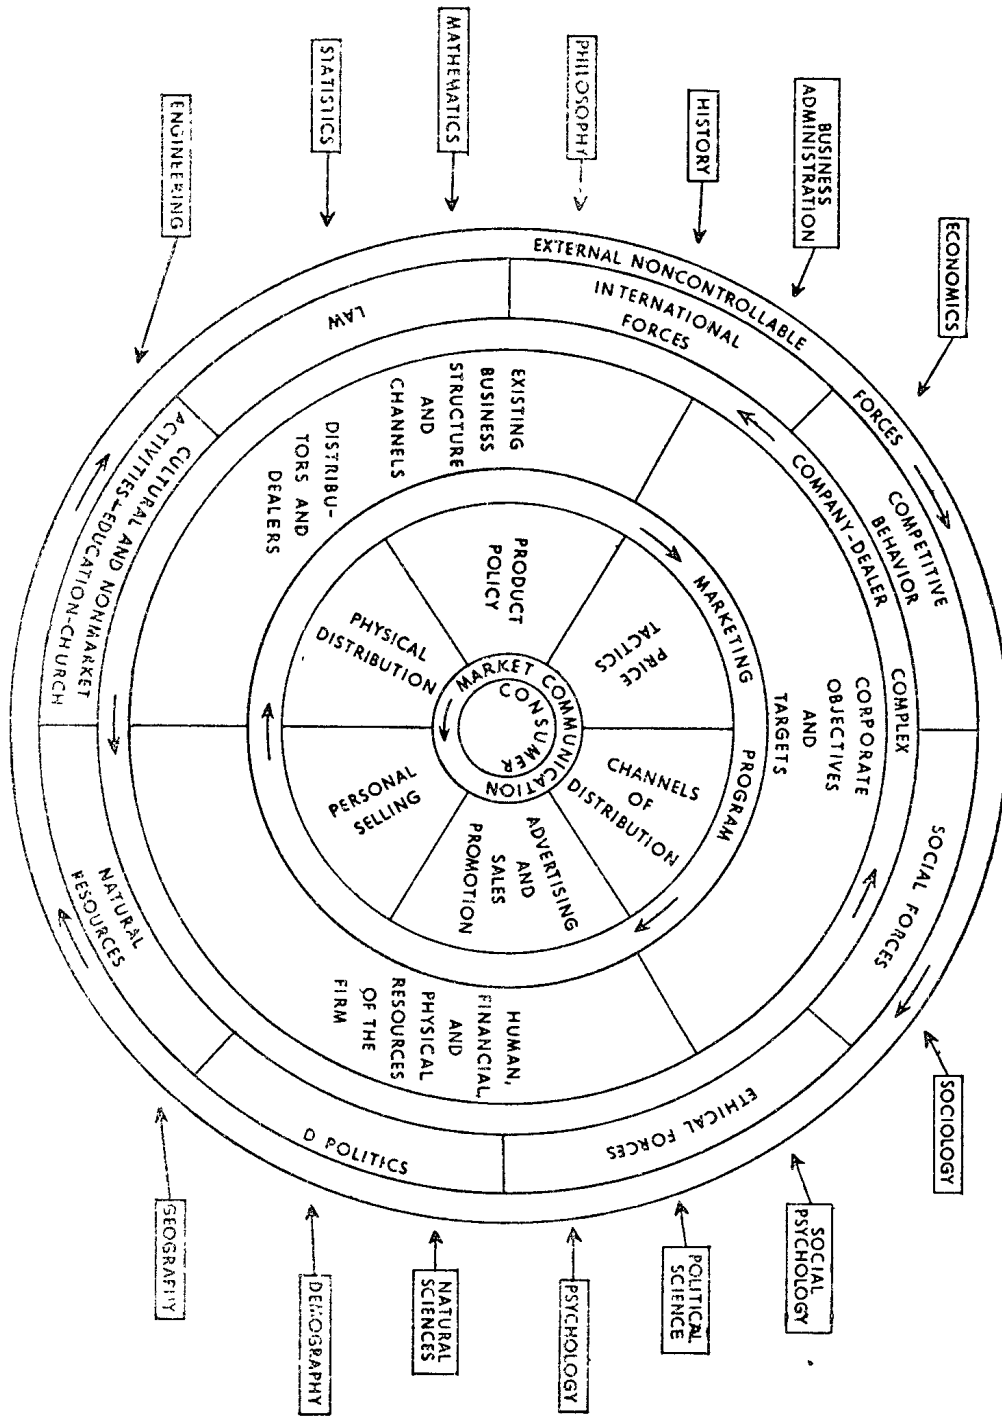 ECONOMICS
BUSINESS
ADMINISTRATION
HISTORY
PHILOSOPHY
MATHEMATICS
STATISTICS
ENGINEERING
SOCIOLOGY
SOCIAL
PSYCHOLOGY
POLITICAL
SCIENCE
PSYCHOLOGY
NATURAL
SCIENCES
DEMOGRAPHY
GEOGRAPHY
EXTERNAL NONCONTROLLABLE FORCES
INTERNATIONAL
FORCES
COMPETITIVE
BEHAVIOR
SOCIAL FORCES
ETHICAL FORCES
D POLITICS
NATURAL
RESOURCES
CULTURAL AND NONMARKET
ACTIVITIES-EDUCATION-CHURCH
LAW
COMPANY-DEALER COMPLEX
CORPORATE
OBJECTIVES
AND
TARGETS
HUMAN,
FINANCIAL,
AND
PHYSICAL
RESOURCES
OF THE
FIRM
EXISTING
BUSINESS
STRUCTURE
AND
CHANNELS
DISTRIBU-
TORS AND
DEALERS
MARKETING PROGRAM
PRICE
TACTICS
CHANNELS
OF
DISTRIBUTION
ADVERTISING
AND
SALES
PROMOTION
PERSONAL
SELLING
PHYSICAL
DISTRIBUTION
PRODUCT
POLICY
MARKET COMMUNICATION
CONSUMER